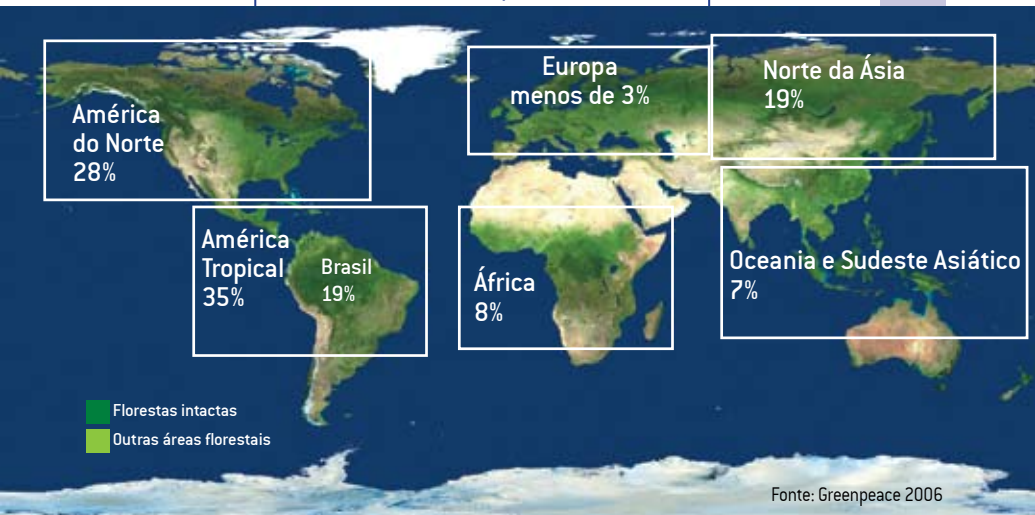 América
do Norte
28%
Europa
menos de 3%
Norte da Ásia
19%
América
Tropical
35%
Brasil
19%
África
8%
Oceania e Sudeste Asiático
7%
Florestas intactas
Outras áreas florestais
Fonte: Greenpeace 2006